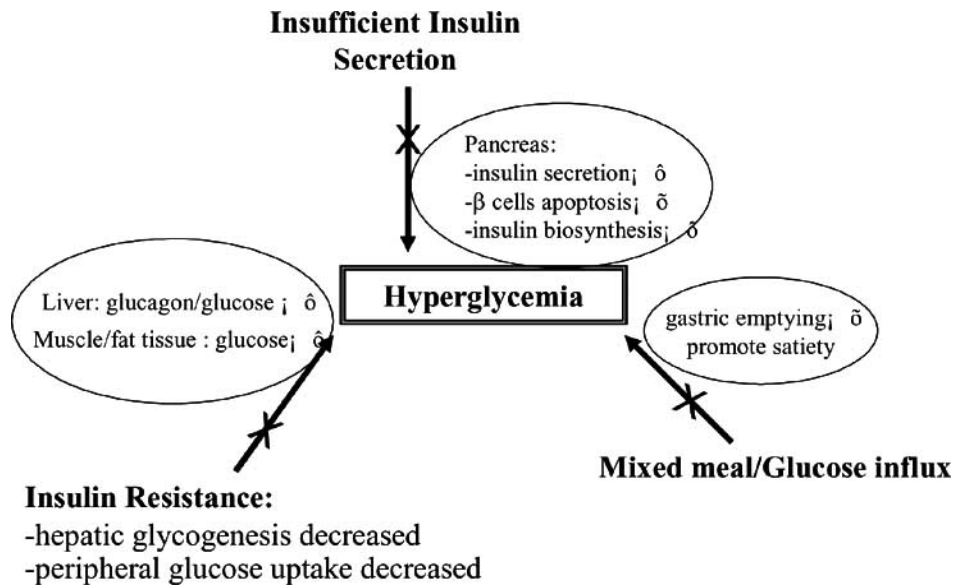 Insufficient Insulin
Secretion
Pancreas:
-insulin secretion¡ ô
-β cells apoptosis¡ õ
-insulin biosynthesis¡ õ
Hyperglycemia
Liver: glucagon/glucose ¡ ô
Muscle/fat tissue : glucose¡ ô
gastric emptying¡ õ
promote satiety
Mixed meal/Glucose influx
Insulin Resistance:
-hepatic glycogenesis decreased
-peripheral glucose uptake decreased